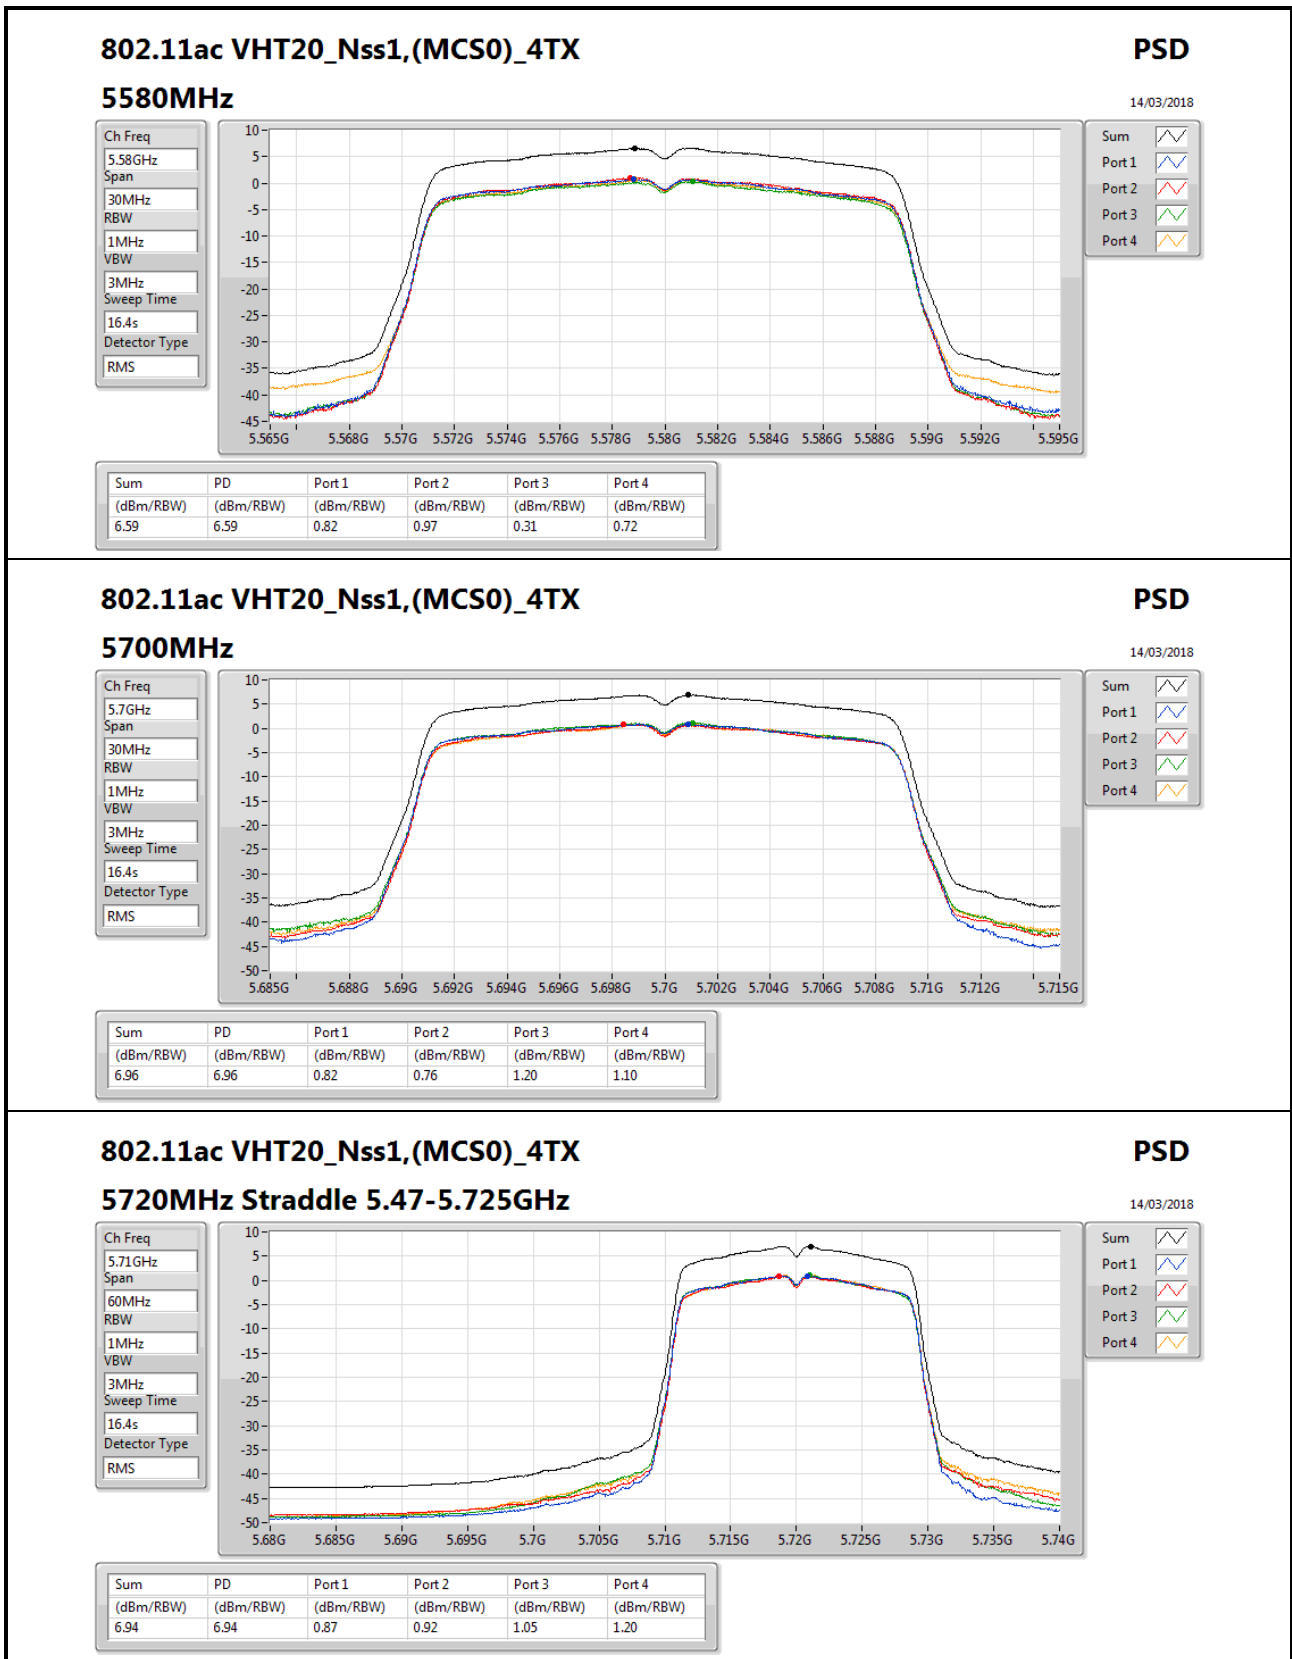 802.11ac VHT20_Nss1,(MCS0)_4TX PSD
5580MHz 14/03/2018
Ch Freq
5.58GHz
Span
30MHz
RBW
1MHz
VBW
3MHz
Sweep Time
16.4s
Detector Type
RMS
10
5
0
-5
-10
-15
-20
-25
-30
-35
-40
-45
5.565G 5.568G 5.570G 5.572G 5.574G 5.576G 5.578G 5.58G 5.582G 5.584G 5.586G 5.588G 5.59G 5.592G 5.595G
Sum
Port 1
Port 2
Port 3
Port 4
Sum PD Port 1 Port 2 Port 3 Port 4
(dBm/RBW) (dBm/RBW) (dBm/RBW) (dBm/RBW) (dBm/RBW) (dBm/RBW)
6.59 6.59 0.82 0.97 0.31 0.72
802.11ac VHT20_Nss1,(MCS0)_4TX PSD
5700MHz 14/03/2018
Ch Freq
5.7GHz
Span
30MHz
RBW
1MHz
VBW
3MHz
Sweep Time
16.4s
Detector Type
RMS
10
5
0
-5
-10
-15
-20
-25
-30
-35
-40
-45
-50
5.685G 5.688G 5.69G 5.692G 5.694G 5.696G 5.698G 5.7G 5.702G 5.704G 5.706G 5.708G 5.71G 5.712G 5.715G
Sum
Port 1
Port 2
Port 3
Port 4
Sum PD Port 1 Port 2 Port 3 Port 4
(dBm/RBW) (dBm/RBW) (dBm/RBW) (dBm/RBW) (dBm/RBW) (dBm/RBW)
6.96 6.96 0.82 0.76 1.20 1.10
802.11ac VHT20_Nss1,(MCS0)_4TX PSD
5720MHz Straddle 5.47-5.725GHz 14/03/2018
Ch Freq
5.71GHz
Span
60MHz
RBW
1MHz
VBW
3MHz
Sweep Time
16.4s
Detector Type
RMS
10
5
0
-5
-10
-15
-20
-25
-30
-35
-40
-45
-50
5.68G 5.685G 5.69G 5.695G 5.7G 5.705G 5.71G 5.715G 5.72G 5.725G 5.73G 5.735G 5.74G
Sum
Port 1
Port 2
Port 3
Port 4
Sum PD Port 1 Port 2 Port 3 Port 4
(dBm/RBW) (dBm/RBW) (dBm/RBW) (dBm/RBW) (dBm/RBW) (dBm/RBW)
6.94 6.94 0.87 0.92 1.05 1.20